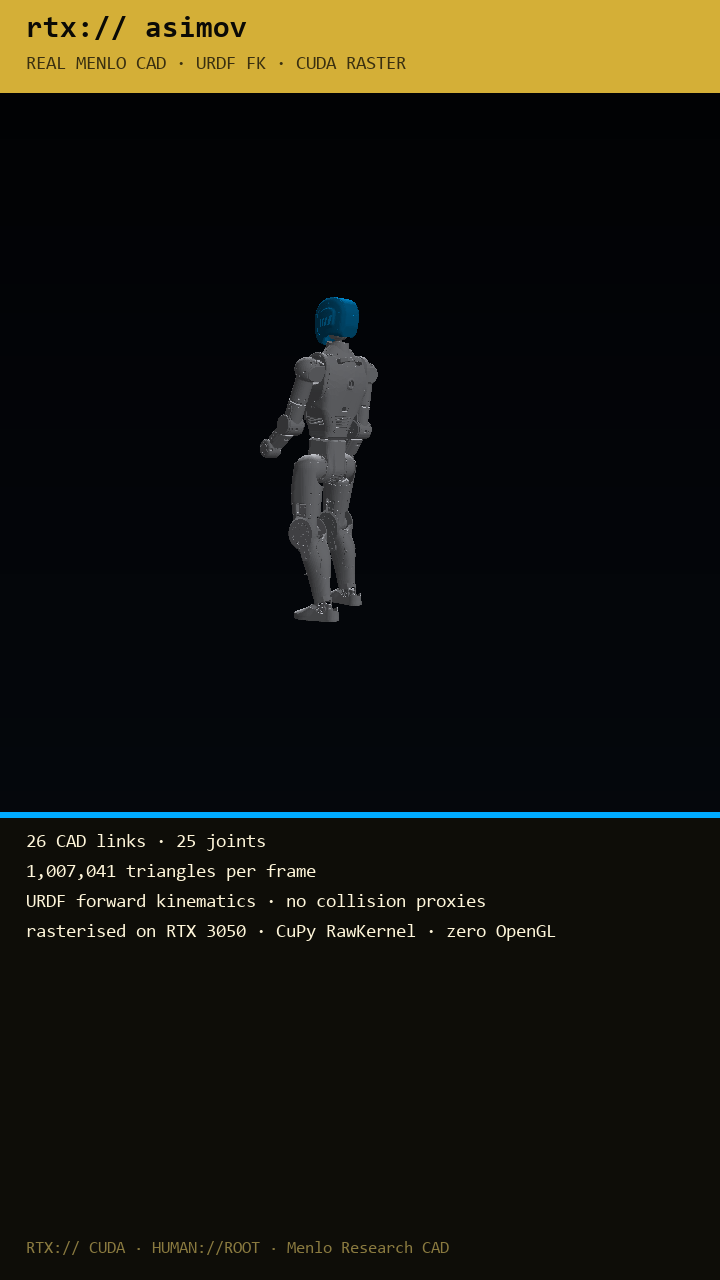 rtx:// asimov
REAL MENLO CAD · URDF FK · CUDA RASTER
26 CAD links · 25 joints
1,007,041 triangles per frame
URDF forward kinematics · no collision proxies
rasterised on RTX 3050 · CuPy RawKernel · zero OpenGL
RTX:// CUDA · HUMAN://ROOT · Menlo Research CAD